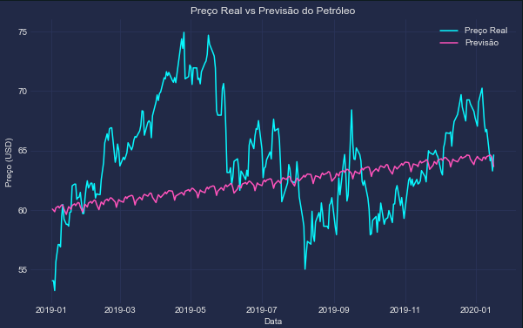 Preço Real vs Previsão do Petróleo
Preço Real
Previsão
Preço (USD)
75
70
65
60
55
2019-01
2019-03
2019-05
2019-07
2019-09
2019-11
2020-01
Data